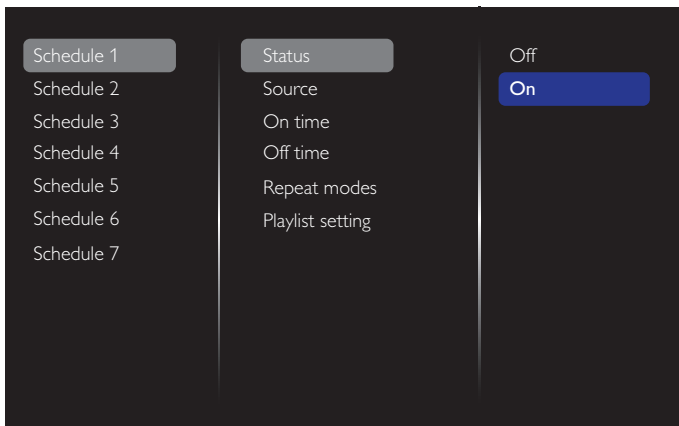 Schedule 1
Schedule 2
Schedule 3
Schedule 4
Schedule 5
Schedule 6
Schedule 7
Status
Source
On time
Off time
Repeat modes
Playlist setting
Off
On